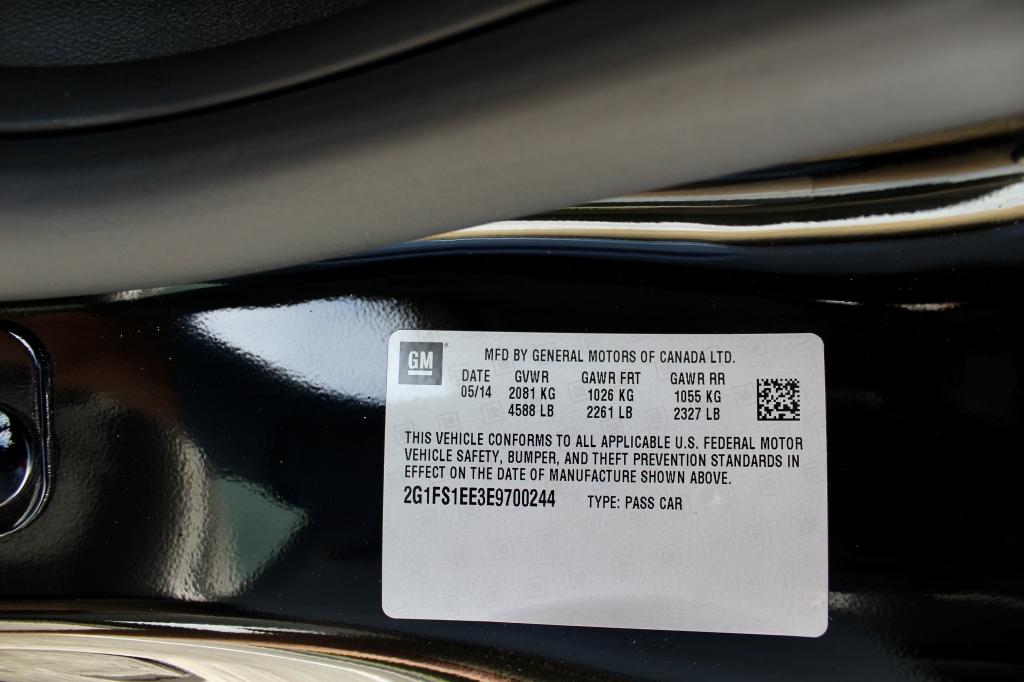 GM ®
MFD BY GENERAL MOTORS OF CANADA LTD.
DATE GVWR GAWR FRT GAWR RR
05/14 2081 KG 1026 KG 1055 KG
4588 LB 2261 LB 2327 LB
THIS VEHICLE CONFORMS TO ALL APPLICABLE U.S. FEDERAL MOTOR
VEHICLE SAFETY, BUMPER, AND THEFT PREVENTION STANDARDS IN
EFFECT ON THE DATE OF MANUFACTURE SHOWN ABOVE.
2G1FS1EE3E9700244 TYPE: PASS CAR